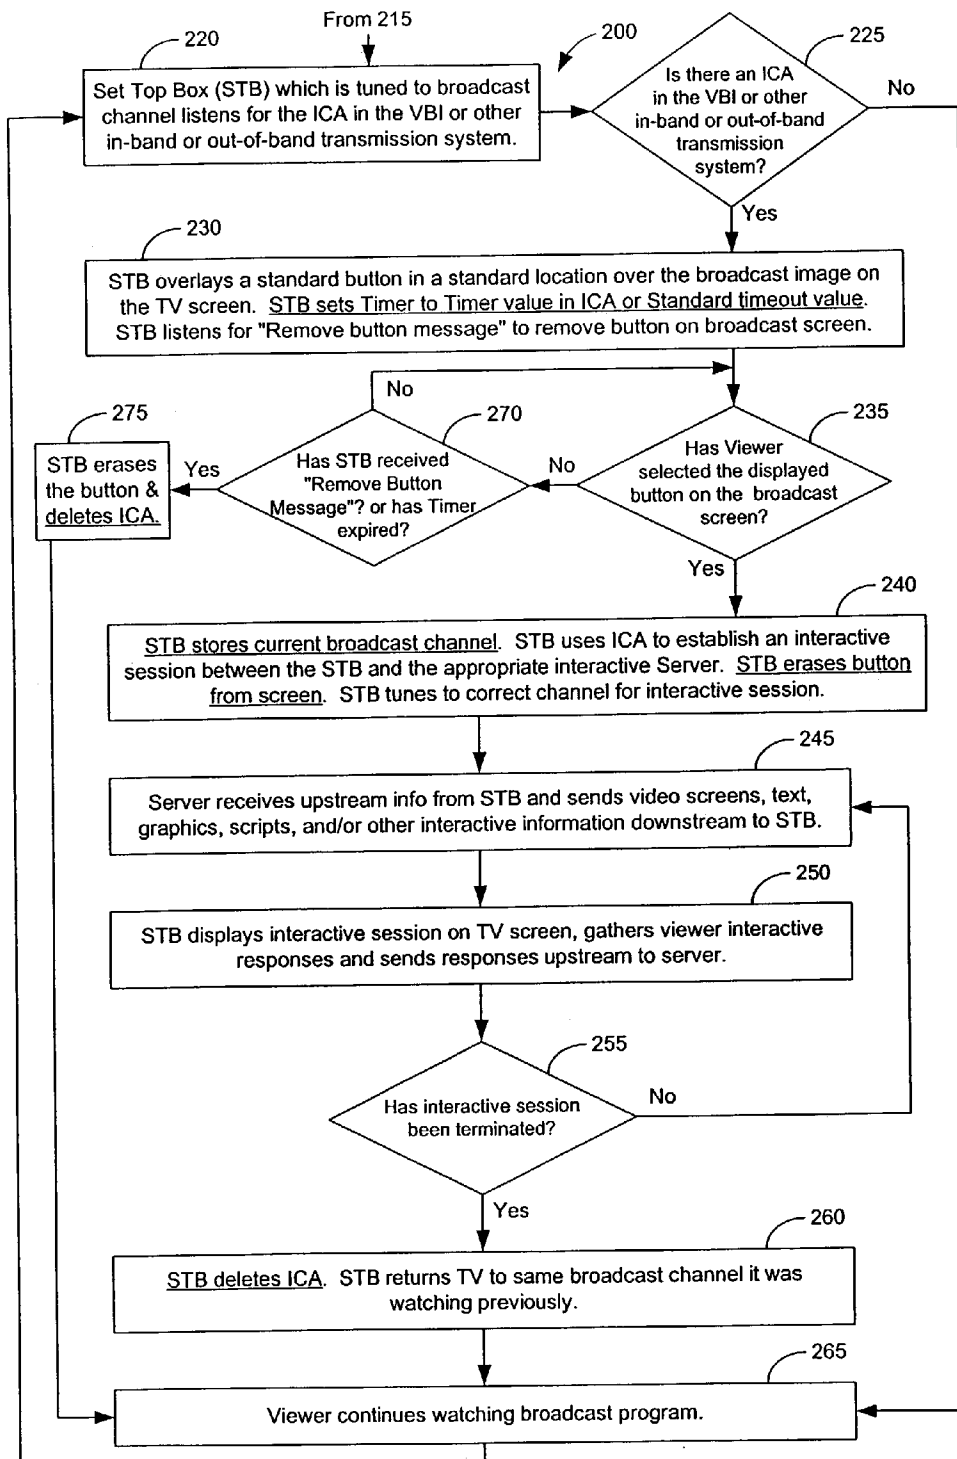 From 215
220
200
225
Set Top Box (STB) which is tuned to broadcast
channel listens for the ICA in the VBI or other
in-band or out-of-band transmission system.
Is there an ICA
in the VBI or other
in-band or out-of-band
transmission
system?
No
Yes
230
STB overlays a standard button in a standard location over the broadcast image on
the TV screen. STB sets Timer to Timer value in ICA or Standard timeout value.
STB listens for "Remove button message" to remove button on broadcast screen.
No
275
270
235
STB erases
the button &
deletes ICA.
Yes
Has STB received
"Remove Button
Message"? or has Timer
expired?
No
Has Viewer
selected the displayed
button on the broadcast
screen?
Yes
240
STB stores current broadcast channel. STB uses ICA to establish an interactive
session between the STB and the appropriate interactive Server. STB erases button
from screen. STB tunes to correct channel for interactive session.
245
Server receives upstream info from STB and sends video screens, text,
graphics, scripts, and/or other interactive information downstream to STB.
250
STB displays interactive session on TV screen, gathers viewer interactive
responses and sends responses upstream to server.
255
Has interactive session
been terminated?
No
Yes
260
STB deletes ICA. STB returns TV to same broadcast channel it was
watching previously.
265
Viewer continues watching broadcast program.